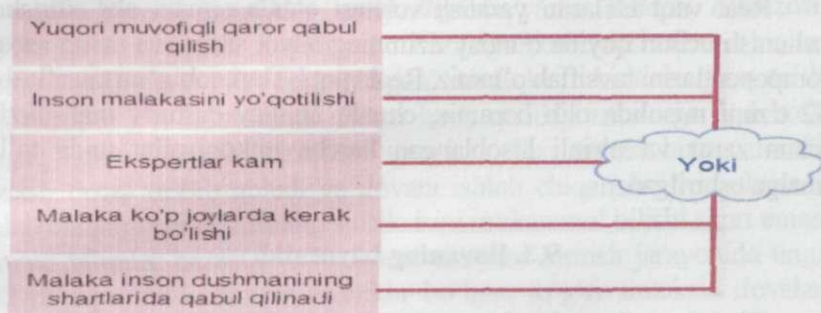 Yuqori muvofiqli qaror qabul
qilish
Inson malakasini yo'qotilishi
Ekspertlar kam
Yoki
Malaka ko'p joylarda kerak
bo'lishi
Malaka inson dushmanining
shartlarida qabul qilinadi